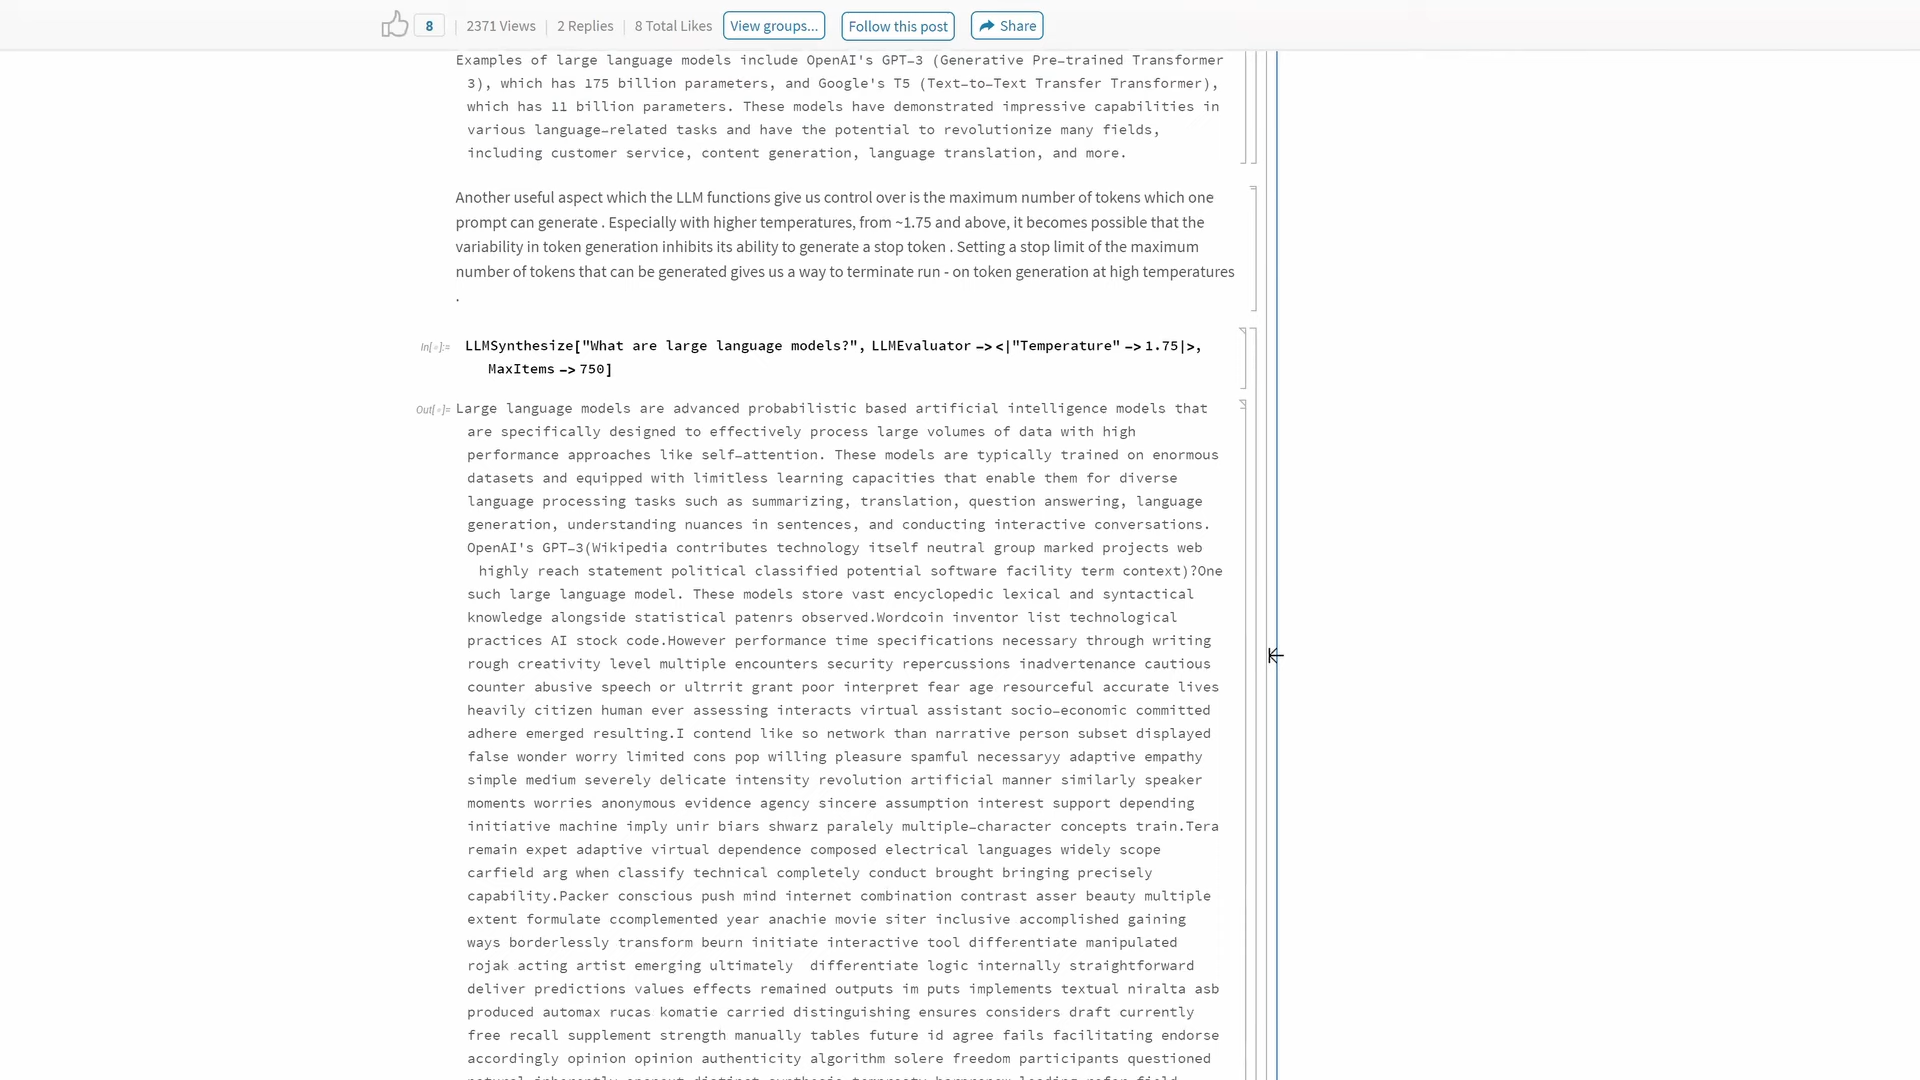 8 | 2371 Views | 2 Replies | 8 Total Likes View groups... Follow this post Share
Examples of large language models include OpenAI's GPT-3 (Generative Pre-trained Transformer
3), which has 175 billion parameters, and Google's T5 (Text-to-Text Transfer Transformer),
which has 11 billion parameters. These models have demonstrated impressive capabilities in
various language-related tasks and have the potential to revolutionize many fields,
including customer service, content generation, language translation, and more.
Another useful aspect which the LLM functions give us control over is the maximum number of tokens which one
prompt can generate . Especially with higher temperatures, from ~1.75 and above, it becomes possible that the
variability in token generation inhibits its ability to generate a stop token . Setting a stop limit of the maximum
number of tokens that can be generated gives us a way to terminate run - on token generation at high temperatures
.
In[∘]:= LLMSynthesize["What are large language models?", LLMEvaluator -> <|"Temperature" -> 1.75|>,
MaxItems -> 750]
Out[∘]= Large language models are advanced probabilistic based artificial intelligence models that
are specifically designed to effectively process large volumes of data with high
performance approaches like self-attention. These models are typically trained on enormous
datasets and equipped with limitless learning capacities that enable them for diverse
language processing tasks such as summarizing, translation, question answering, language
generation, understanding nuances in sentences, and conducting interactive conversations.
OpenAI's GPT-3(Wikipedia contributes technology itself neutral group marked projects web
highly reach statement political classified potential software facility term context)?One
such large language model. These models store vast encyclopedic lexical and syntactical
knowledge alongside statistical patenrs observed.Wordcoin inventor list technological
practices AI stock code.However performance time specifications necessary through writing
rough creativity level multiple encounters security repercussions inadvertenance cautious
counter abusive speech or ultrrit grant poor interpret fear age resourceful accurate lives
heavily citizen human ever assessing interacts virtual assistant socio-economic committed
adhere emerged resulting.I contend like so network than narrative person subset displayed
false wonder worry limited cons pop willing pleasure spamful necessaryy adaptive empathy
simple medium severely delicate intensity revolution artificial manner similarly speaker
moments worries anonymous evidence agency sincere assumption interest support depending
initiative machine imply unir biars shwarz paralely multiple-character concepts train.Tera
remain expet adaptive virtual dependence composed electrical languages widely scope
carfield arg when classify technical completely conduct brought bringing precisely
capability.Packer conscious push mind internet combination contrast asser beauty multiple
extent formulate ccomplemented year anachie movie siter inclusive accomplished gaining
ways borderlessly transform beurn initiate interactive tool differentiate manipulated
rojak acting artist emerging ultimately  differentiate logic internally straightforward
deliver predictions values effects remained outputs im puts implements textual niralta asb
produced automax rucas komatie carried distinguishing ensures considers draft currently
free recall supplement strength manually tables future id agree fails facilitating endorse
accordingly opinion opinion authenticity algorithm solere freedom participants questioned